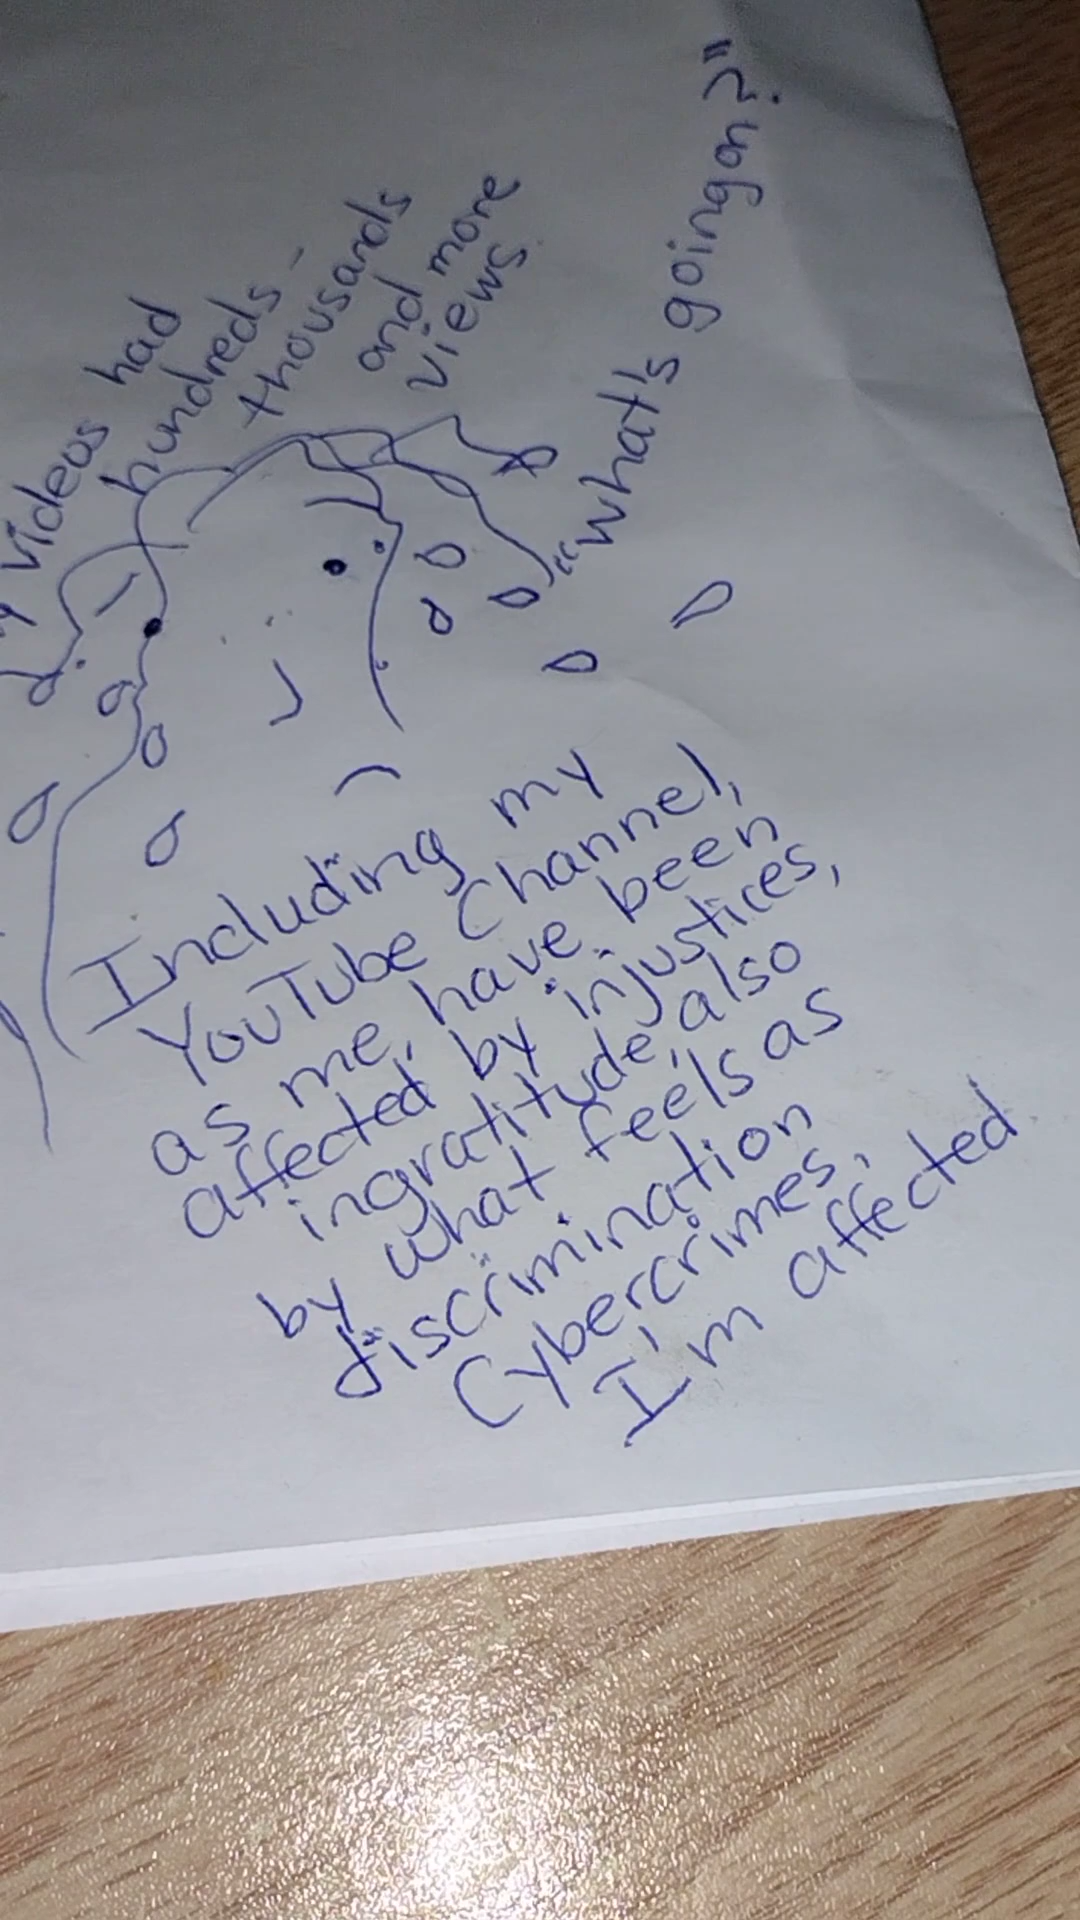 videos had
hundreds-
thousands
and more
views.
"what's going on?"
Including my
YouTube Channel,
as me, have been
affected by injustices,
ingratitude, also
by what feels as
discrimination
Cybercrimes.
I'm affected